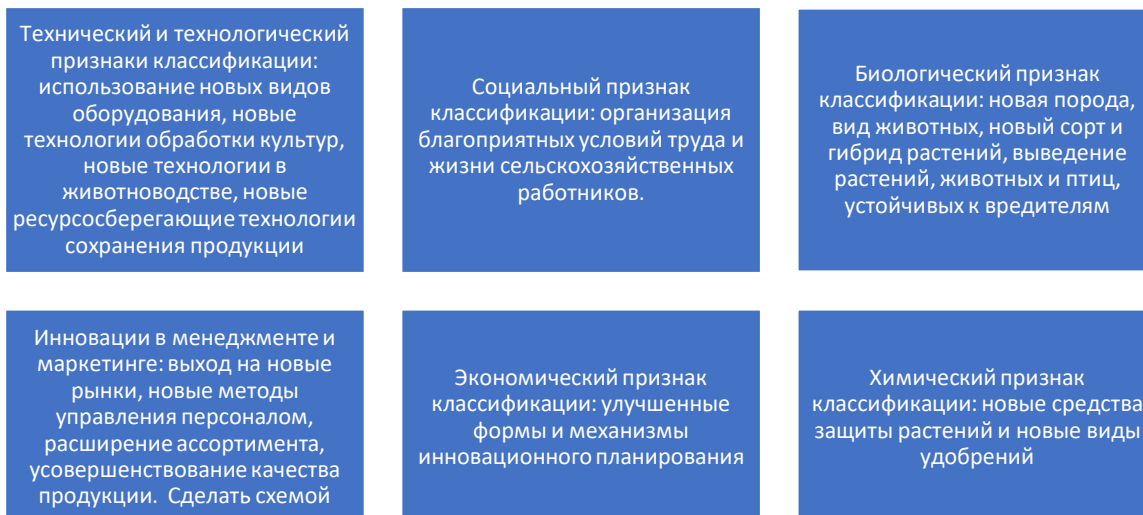 Технический и технологический
признаки классификации:
использование новых видов
оборудования, новые
технологии обработки культур,
новые технологии в
животноводстве, новые
ресурсосберегающие технологии
сохранения продукции
Социальный признак
классификации: организация
благоприятных условий труда и
жизни сельскохозяйственных
работников.
Биологический признак
классификации: новая порода,
вид животных, новый сорт и
гибрид растений, выведение
растений, животных и птиц,
устойчивых к вредителям
Инновации в менеджменте и
маркетинге: выход на новые
рынки, новые методы
управления персоналом,
расширение ассортимента,
усовершенствование качества
продукции. Сделать схемой
Экономический признак
классификации: улучшенные
формы и механизмы
инновационного планирования
Химический признак
классификации: новые средства
защиты растений и новые виды
удобрений